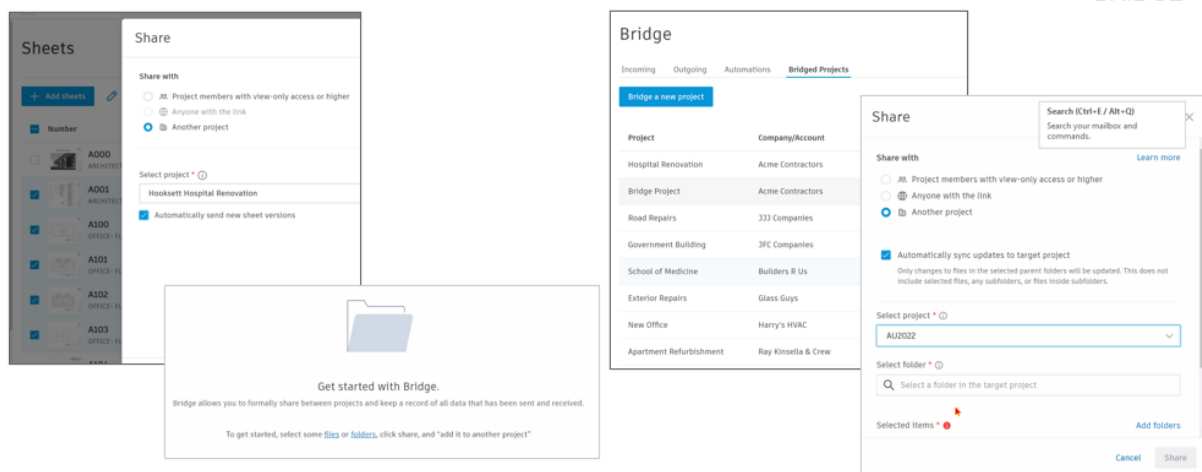 Sheets
+ Add sheets
Number
A000
ARCHITECT
A001
ARCHITECT
A100
OFFICE- FL
A101
OFFICE- FL
A102
OFFICE- FL
A103
OFFICE- FL
Share
Share with
Project members with view-only access or higher
Anyone with the link
Another project
Select project *
Hooksett Hospital Renovation
Automatically send new sheet versions
Get started with Bridge.
Bridge allows you to formally share between projects and keep a record of all data that has been sent and received.
To get started, select some files or folders, click share, and “add it to another project”
Bridge
Incoming Outgoing Automations Bridged Projects
Bridge a new project
Project Company/Account
Hospital Renovation Acme Contractors
Bridge Project Acme Contractors
Road Repairs JJJ Companies
Government Building JFC Companies
School of Medicine Builders R Us
Exterior Repairs Glass Guys
New Office Harry's HVAC
Apartment Refurbishment Ray Kinsella & Crew
Share
Search (Ctrl+E / Alt+Q)
Search your mailbox and
commands.
Share with Learn more
Project members with view-only access or higher
Anyone with the link
Another project
Automatically sync updates to target project
Only changes to files in the selected parent folders will be updated. This does not
include selected files, any subfolders, or files inside subfolders.
Select project *
AU2022
Select folder *
Select a folder in the target project
Selected items * Add folders
Cancel Share